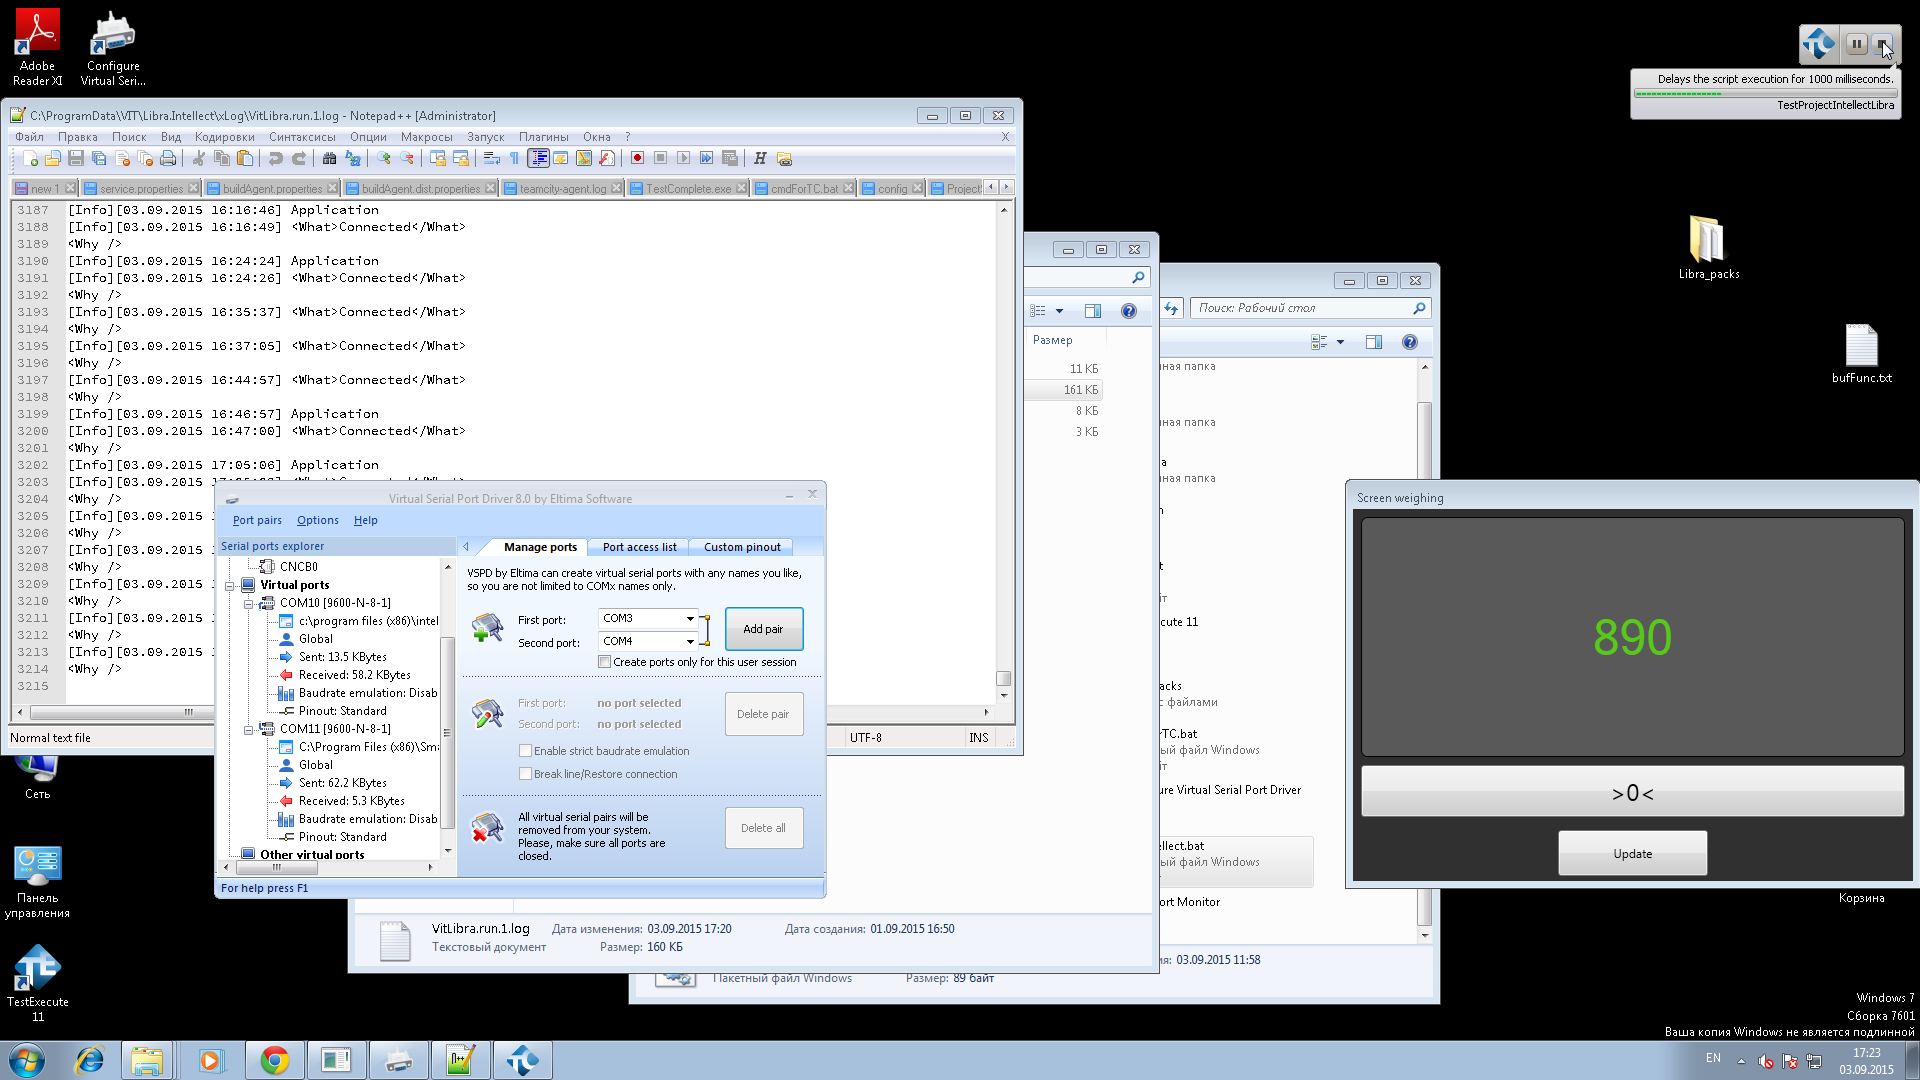 Adobe
Reader XI
Configure
Virtual Seri...
Delays the script execution for 1000 milliseconds.
TestProjectIntellectLibra
C:\ProgramData\VIT\Libra.Intellect\xLog\VitLibra.run.1.log - Notepad++ [Administrator]
Файл Правка Поиск Вид Кодировки Синтаксисы Опции Макросы Запуск Плагины Окна ?
new 1 service.properties buildAgent.properties buildAgent.dist.properties teamcity-agent.log TestComplete.exe cmdForTC.bat config Project
3187 [Info][03.09.2015 16:16:46] Application
3188 [Info][03.09.2015 16:16:49] <What>Connected</What>
3189 <Why />
3190 [Info][03.09.2015 16:24:24] Application
3191 [Info][03.09.2015 16:24:26] <What>Connected</What>
3192 <Why />
3193 [Info][03.09.2015 16:35:37] <What>Connected</What>
3194 <Why />
3195 [Info][03.09.2015 16:37:05] <What>Connected</What>
3196 <Why />
3197 [Info][03.09.2015 16:44:57] <What>Connected</What>
3198 <Why />
3199 [Info][03.09.2015 16:46:57] Application
3200 [Info][03.09.2015 16:47:00] <What>Connected</What>
3201 <Why />
3202 [Info][03.09.2015 17:05:06] Application
3203 [Info][03.09.2015
3204 <Why />
3205 [Info][03.09.2015
3206 <Why />
3207 [Info][03.09.2015
3208 <Why />
3209 [Info][03.09.2015
3210 <Why />
3211 [Info][03.09.2015
3212 <Why />
3213 [Info][03.09.2015
3214 <Why />
3215
Normal text file
UTF-8
INS
Virtual Serial Port Driver 8.0 by Eltima Software
Port pairs Options Help
Serial ports explorer
CNCB0
Virtual ports
COM10 [9600-N-8-1]
c:\program files (x86)\intel
Global
Sent: 13.5 KBytes
Received: 58.2 KBytes
Baudrate emulation: Disab
Pinout: Standard
COM11 [9600-N-8-1]
C:\Program Files (x86)\Sma
Global
Sent: 62.2 KBytes
Received: 5.3 KBytes
Baudrate emulation: Disab
Pinout: Standard
Other virtual ports
Manage ports Port access list Custom pinout
VSPD by Eltima can create virtual serial ports with any names you like,
so you are not limited to COMx names only.
First port: COM3
Second port: COM4
Add pair
Create ports only for this user session
First port: no port selected
Second port: no port selected
Delete pair
Enable strict baudrate emulation
Break line/Restore connection
All virtual serial pairs will be
removed from your system.
Please, make sure all ports are
closed.
Delete all
For help press F1
Размер
11 КБ
161 КБ
8 КБ
3 КБ
VitLibra.run.1.log Дата изменения: 03.09.2015 17:20 Дата создания: 01.09.2015 16:50
Текстовый документ Размер: 160 КБ
Поиск: Рабочий стол
ная папка
ная папка
ная папка
cute 11
acks
с файлами
rTC.bat
ый файл Windows
ure Virtual Serial Port Driver
ellect.bat
ый файл Windows
ort Monitor
03.09.2015 11:58
Пакетный файл Windows Размер: 89 байт
Libra_packs
bufFunc.txt
Screen weighing
890
>0<
Update
Корзина
Сеть
Панель
управления
TestExecute
11
Windows 7
Сборка 7601
Ваша копия Windows не является подлинной
EN
17:23
03.09.2015